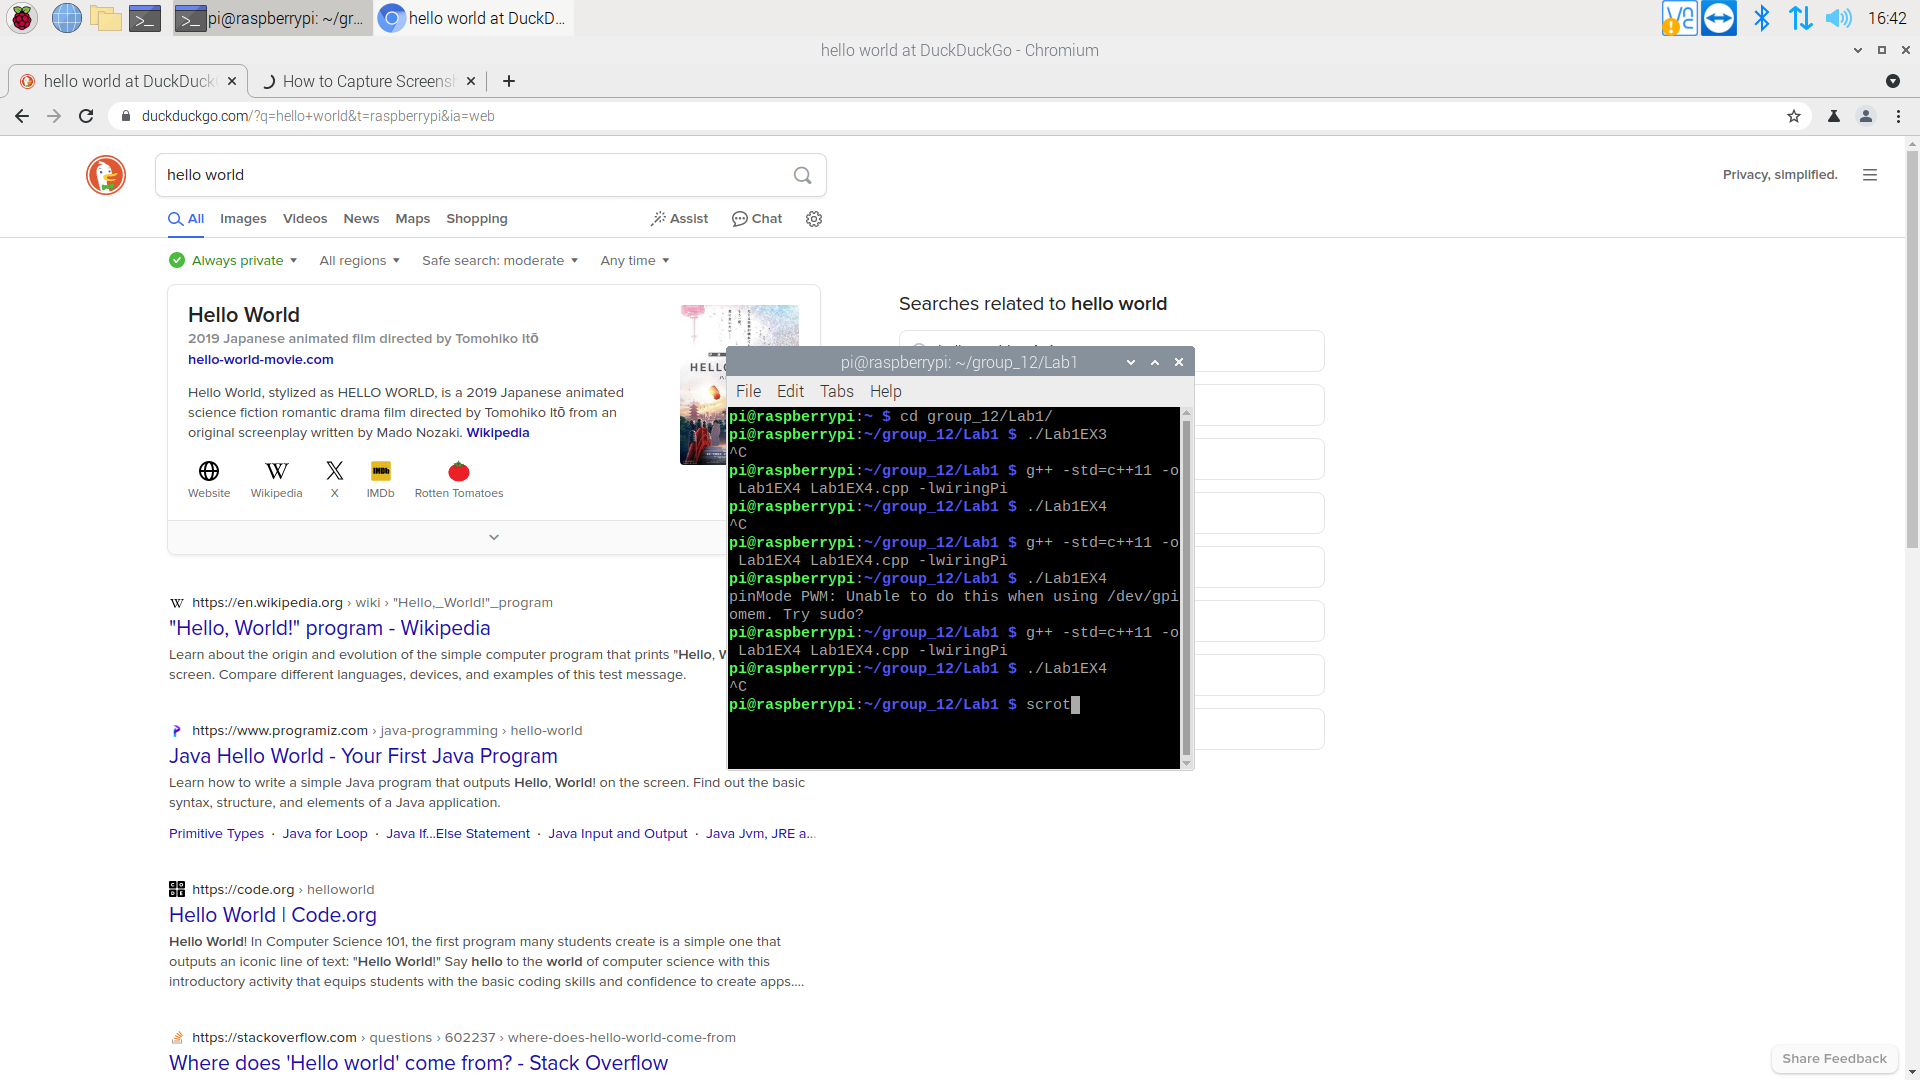 pi@raspberrypi: ~/gr...
hello world at DuckD...
16:42
hello world at DuckDuckGo - Chromium
hello world at DuckDuck
How to Capture Screensh
duckduckgo.com/?q=hello+world&t=raspberrypi&ia=web
hello world
Privacy, simplified.
All Images Videos News Maps Shopping Assist Chat
Always private All regions Safe search: moderate Any time
Hello World
2019 Japanese animated film directed by Tomohiko Itō
hello-world-movie.com
Hello World, stylized as HELLO WORLD, is a 2019 Japanese animated
science fiction romantic drama film directed by Tomohiko Itō from an
original screenplay written by Mado Nozaki. Wikipedia
Website Wikipedia X IMDb Rotten Tomatoes
Searches related to hello world
pi@raspberrypi: ~/group_12/Lab1
File Edit Tabs Help
pi@raspberrypi:~ $ cd group_12/Lab1/
pi@raspberrypi:~/group_12/Lab1 $ ./Lab1EX3
^C
pi@raspberrypi:~/group_12/Lab1 $ g++ -std=c++11 -o
Lab1EX4 Lab1EX4.cpp -lwiringPi
pi@raspberrypi:~/group_12/Lab1 $ ./Lab1EX4
^C
pi@raspberrypi:~/group_12/Lab1 $ g++ -std=c++11 -o
Lab1EX4 Lab1EX4.cpp -lwiringPi
pi@raspberrypi:~/group_12/Lab1 $ ./Lab1EX4
pinMode PWM: Unable to do this when using /dev/gpi
omem. Try sudo?
pi@raspberrypi:~/group_12/Lab1 $ g++ -std=c++11 -o
Lab1EX4 Lab1EX4.cpp -lwiringPi
pi@raspberrypi:~/group_12/Lab1 $ ./Lab1EX4
^C
pi@raspberrypi:~/group_12/Lab1 $ scrot
https://en.wikipedia.org › wiki › "Hello,_World!"_program
"Hello, World!" program - Wikipedia
Learn about the origin and evolution of the simple computer program that prints "Hello, W
screen. Compare different languages, devices, and examples of this test message.
https://www.programiz.com › java-programming › hello-world
Java Hello World - Your First Java Program
Learn how to write a simple Java program that outputs Hello, World! on the screen. Find out the basic
syntax, structure, and elements of a Java application.
Primitive Types · Java for Loop · Java If...Else Statement · Java Input and Output · Java Jvm, JRE a...
https://code.org › helloworld
Hello World | Code.org
Hello World! In Computer Science 101, the first program many students create is a simple one that
outputs an iconic line of text: "Hello World!" Say hello to the world of computer science with this
introductory activity that equips students with the basic coding skills and confidence to create apps....
https://stackoverflow.com › questions › 602237 › where-does-hello-world-come-from
Where does 'Hello world' come from? - Stack Overflow
Share Feedback